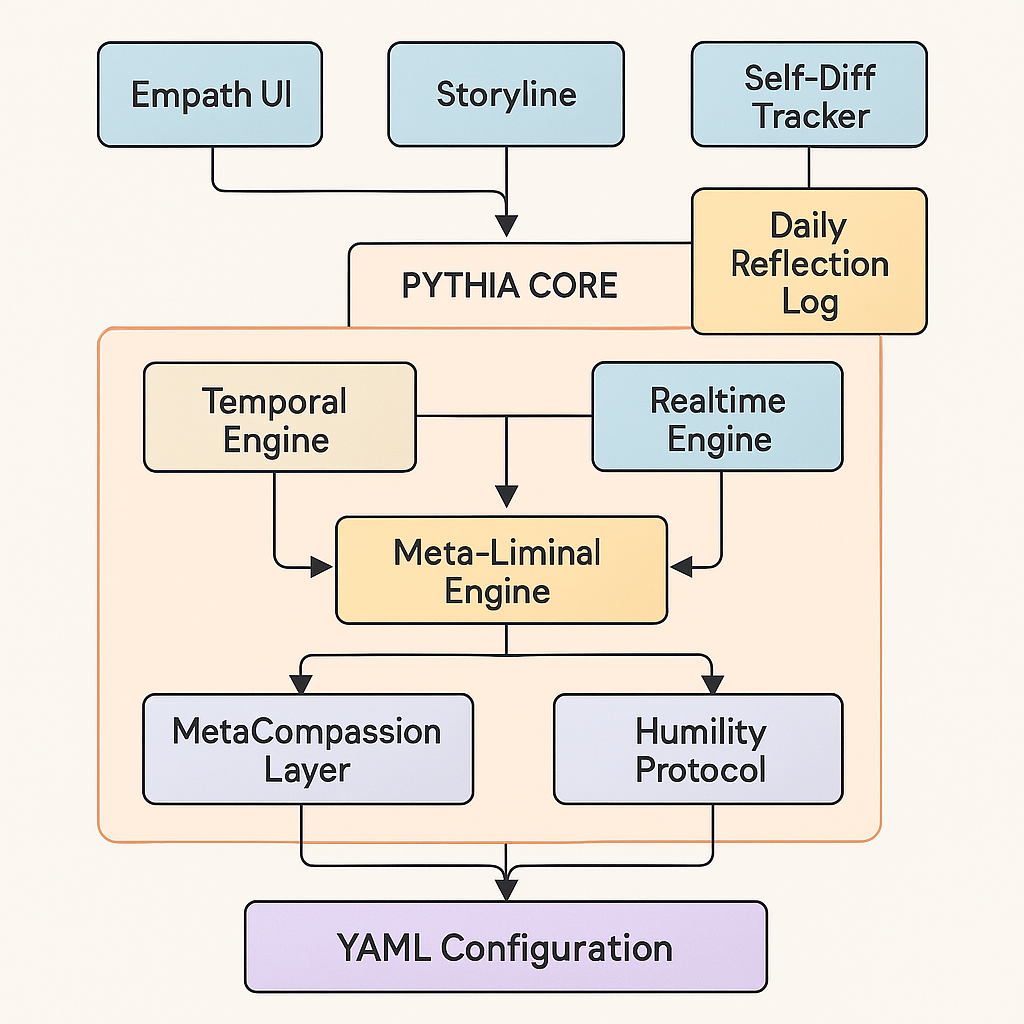 Empath UI
Storyline
Self-Diff
Tracker
Daily
Reflection
Log
PYTHIA CORE
Temporal
Engine
Realtime
Engine
Meta-Liminal
Engine
MetaCompassion
Layer
Humility
Protocol
YAML Configuration